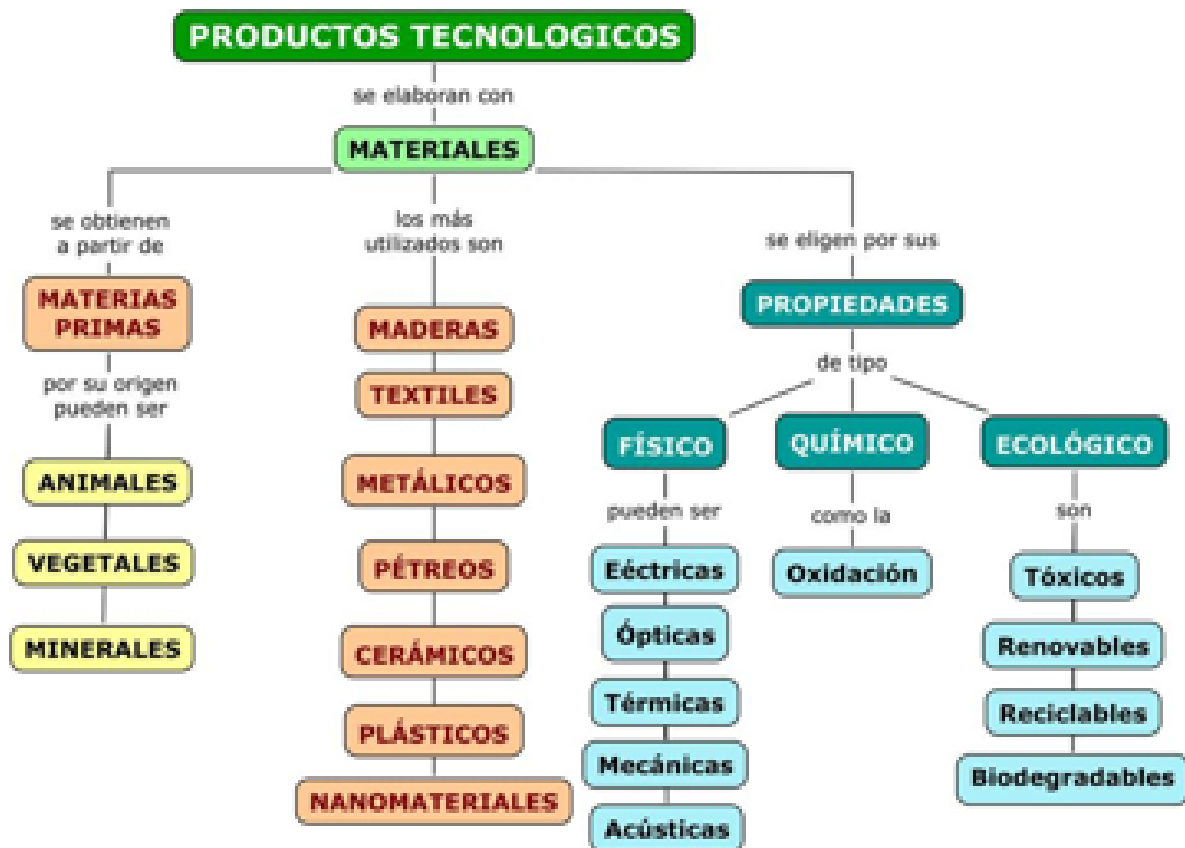 PRODUCTOS TECNOLOGICOS
se elaboran con
MATERIALES
se obtienen
a partir de
MATERIAS
PRIMAS
por su origen
pueden ser
ANIMALES
VEGETALES
MINERALES
los más
utilizados son
MADERAS
TEXTILES
METÁLICOS
PÉTREOS
CERÁMICOS
PLÁSTICOS
NANOMATERIALES
se eligen por sus
PROPIEDADES
de tipo
FÍSICO
pueden ser
Eéctricas
Ópticas
Térmicas
Mecánicas
Acústicas
QUÍMICO
como la
Oxidación
ECOLÓGICO
son
Tóxicos
Renovables
Reciclables
Biodegradables